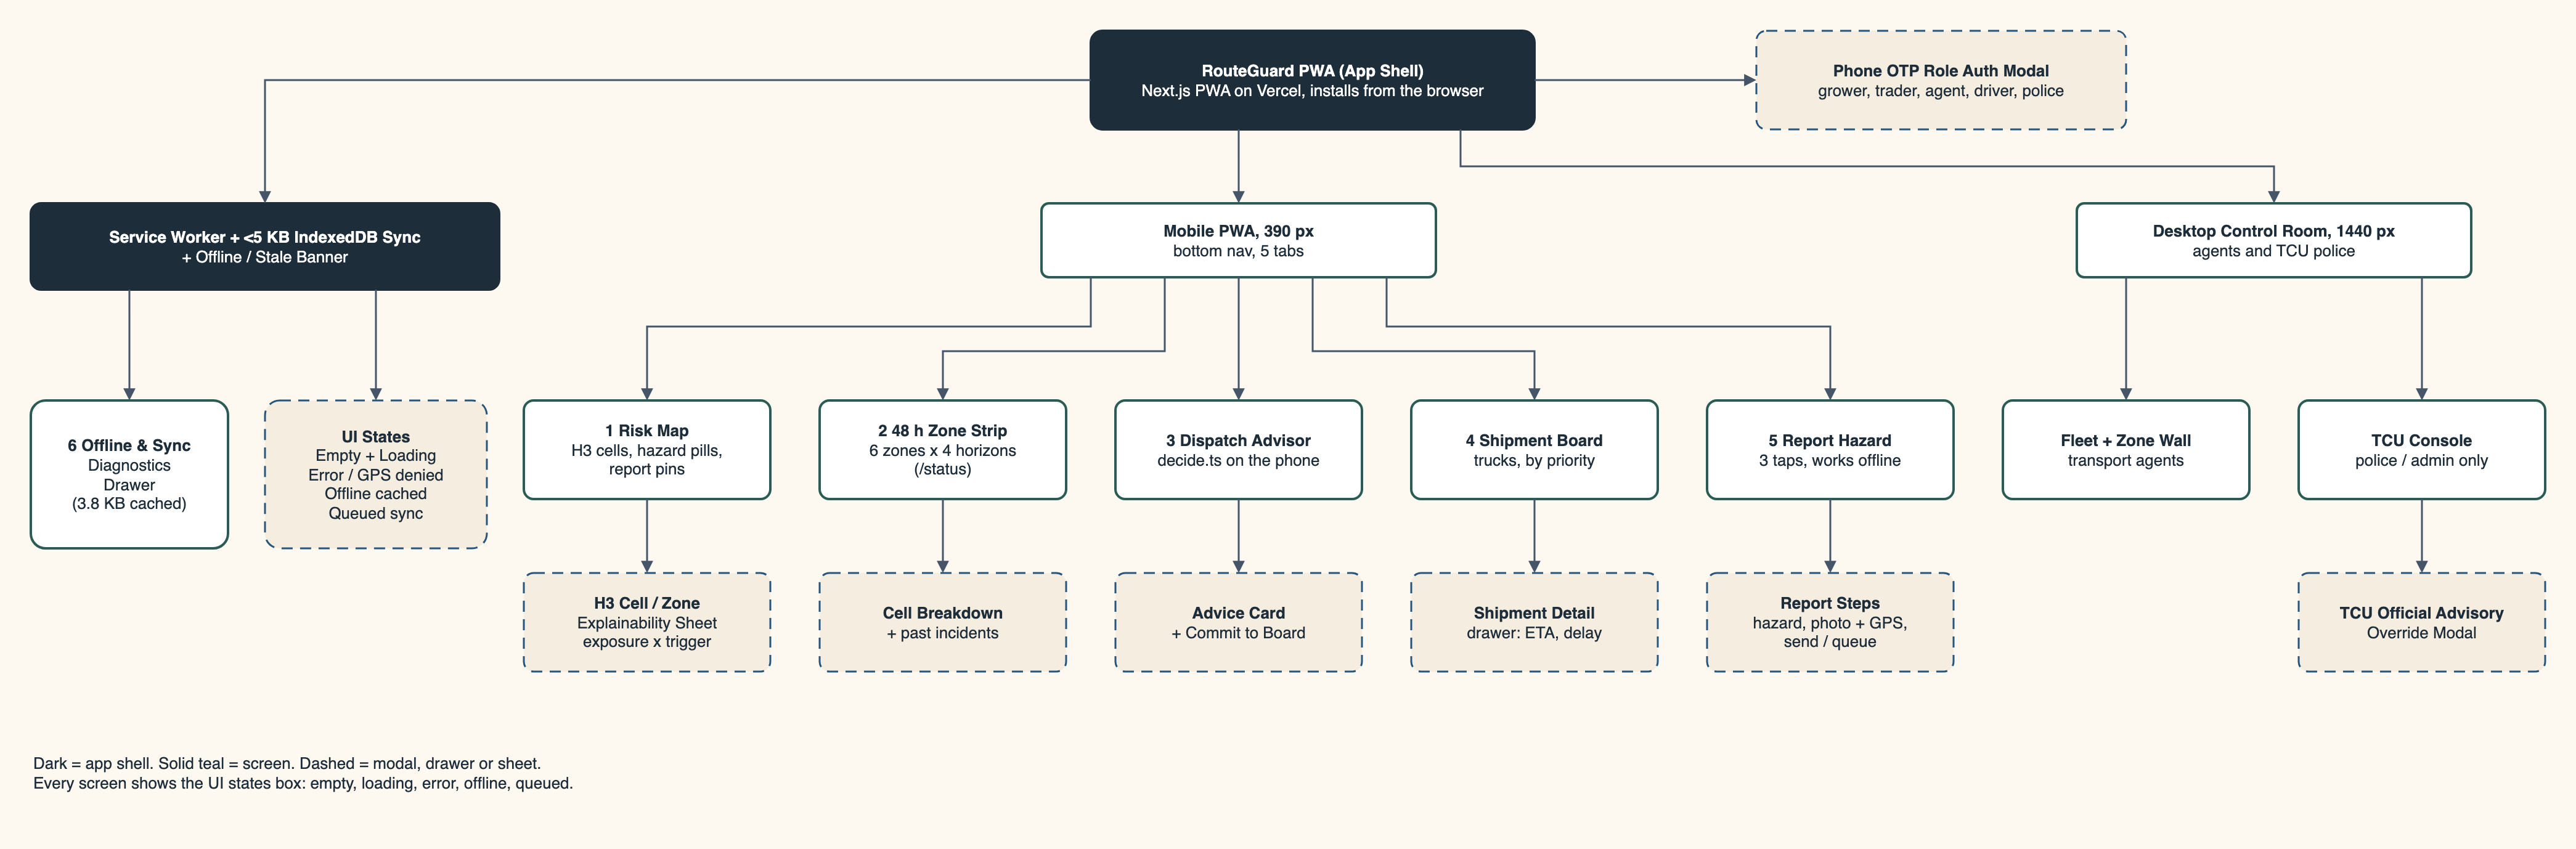 RouteGuard PWA (App Shell)
Next.js PWA on Vercel, installs from the browser
Phone OTP Role Auth Modal
grower, trader, agent, driver, police
Service Worker + <5 KB IndexedDB Sync
+ Offline / Stale Banner
Mobile PWA, 390 px
bottom nav, 5 tabs
Desktop Control Room, 1440 px
agents and TCU police
6 Offline & Sync
Diagnostics
Drawer
(3.8 KB cached)
UI States
Empty + Loading
Error / GPS denied
Offline cached
Queued sync
1 Risk Map
H3 cells, hazard pills,
report pins
2 48 h Zone Strip
6 zones x 4 horizons
(/status)
3 Dispatch Advisor
decide.ts on the phone
4 Shipment Board
trucks, by priority
5 Report Hazard
3 taps, works offline
Fleet + Zone Wall
transport agents
TCU Console
police / admin only
H3 Cell / Zone
Explainability Sheet
exposure x trigger
Cell Breakdown
+ past incidents
Advice Card
+ Commit to Board
Shipment Detail
drawer: ETA, delay
Report Steps
hazard, photo + GPS,
send / queue
TCU Official Advisory
Override Modal
Dark = app shell. Solid teal = screen. Dashed = modal, drawer or sheet.
Every screen shows the UI states box: empty, loading, error, offline, queued.